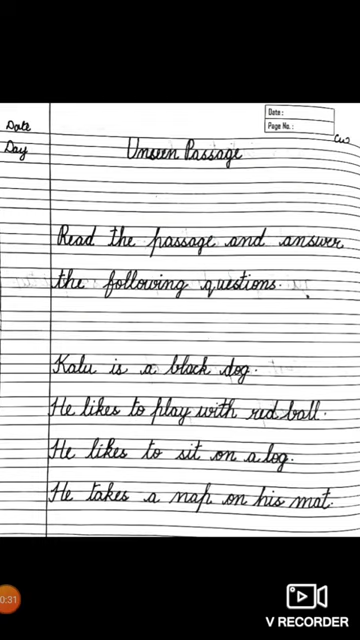 Date :
Page No. :
Date
Day
CW
Unseen Passage
Read the passage and answer
the following questions.
Kalu is a black dog.
He likes to play with red ball.
He likes to sit on a log.
He takes a nap on his mat.
0:31
V RECORDER